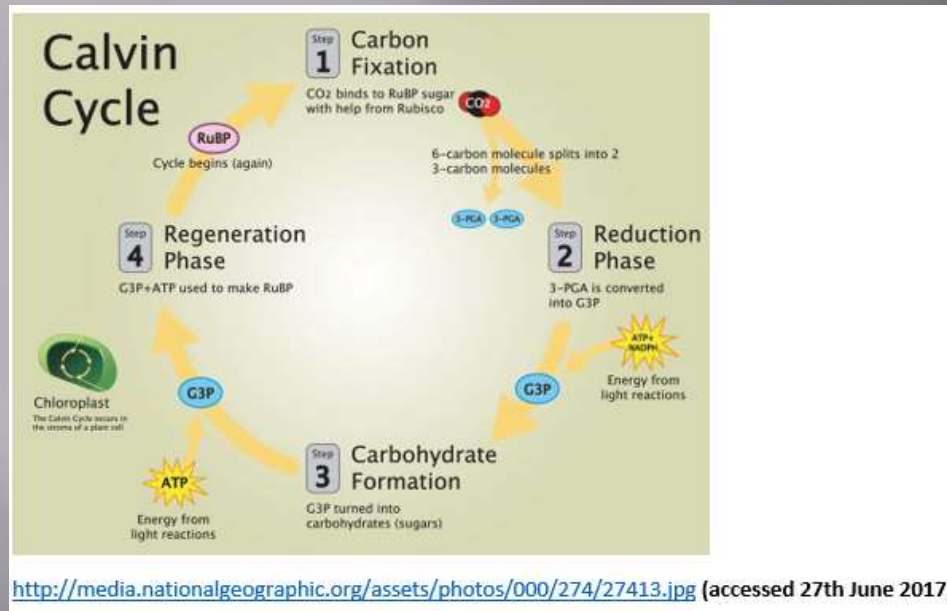 Calvin
Cycle
Step
1
Carbon
Fixation
CO2 binds to RuBP sugar
with help from Rubisco
CO2
6-carbon molecule splits into 2
3-carbon molecules
3-PGA 3-PGA
Step
2
Reduction
Phase
3-PGA is converted
into G3P
ATP+
NADPH
Energy from
light reactions
G3P
Step
3
Carbohydrate
Formation
G3P turned into
carbohydrates (sugars)
G3P
ATP
Energy from
light reactions
Step
4
Regeneration
Phase
G3P+ATP used to make RuBP
RuBP
Cycle begins (again)
Chloroplast
The Calvin Cycle occurs in
the stroma of a plant cell
http://media.nationalgeographic.org/assets/photos/000/274/27413.jpg (accessed 27th June 2017